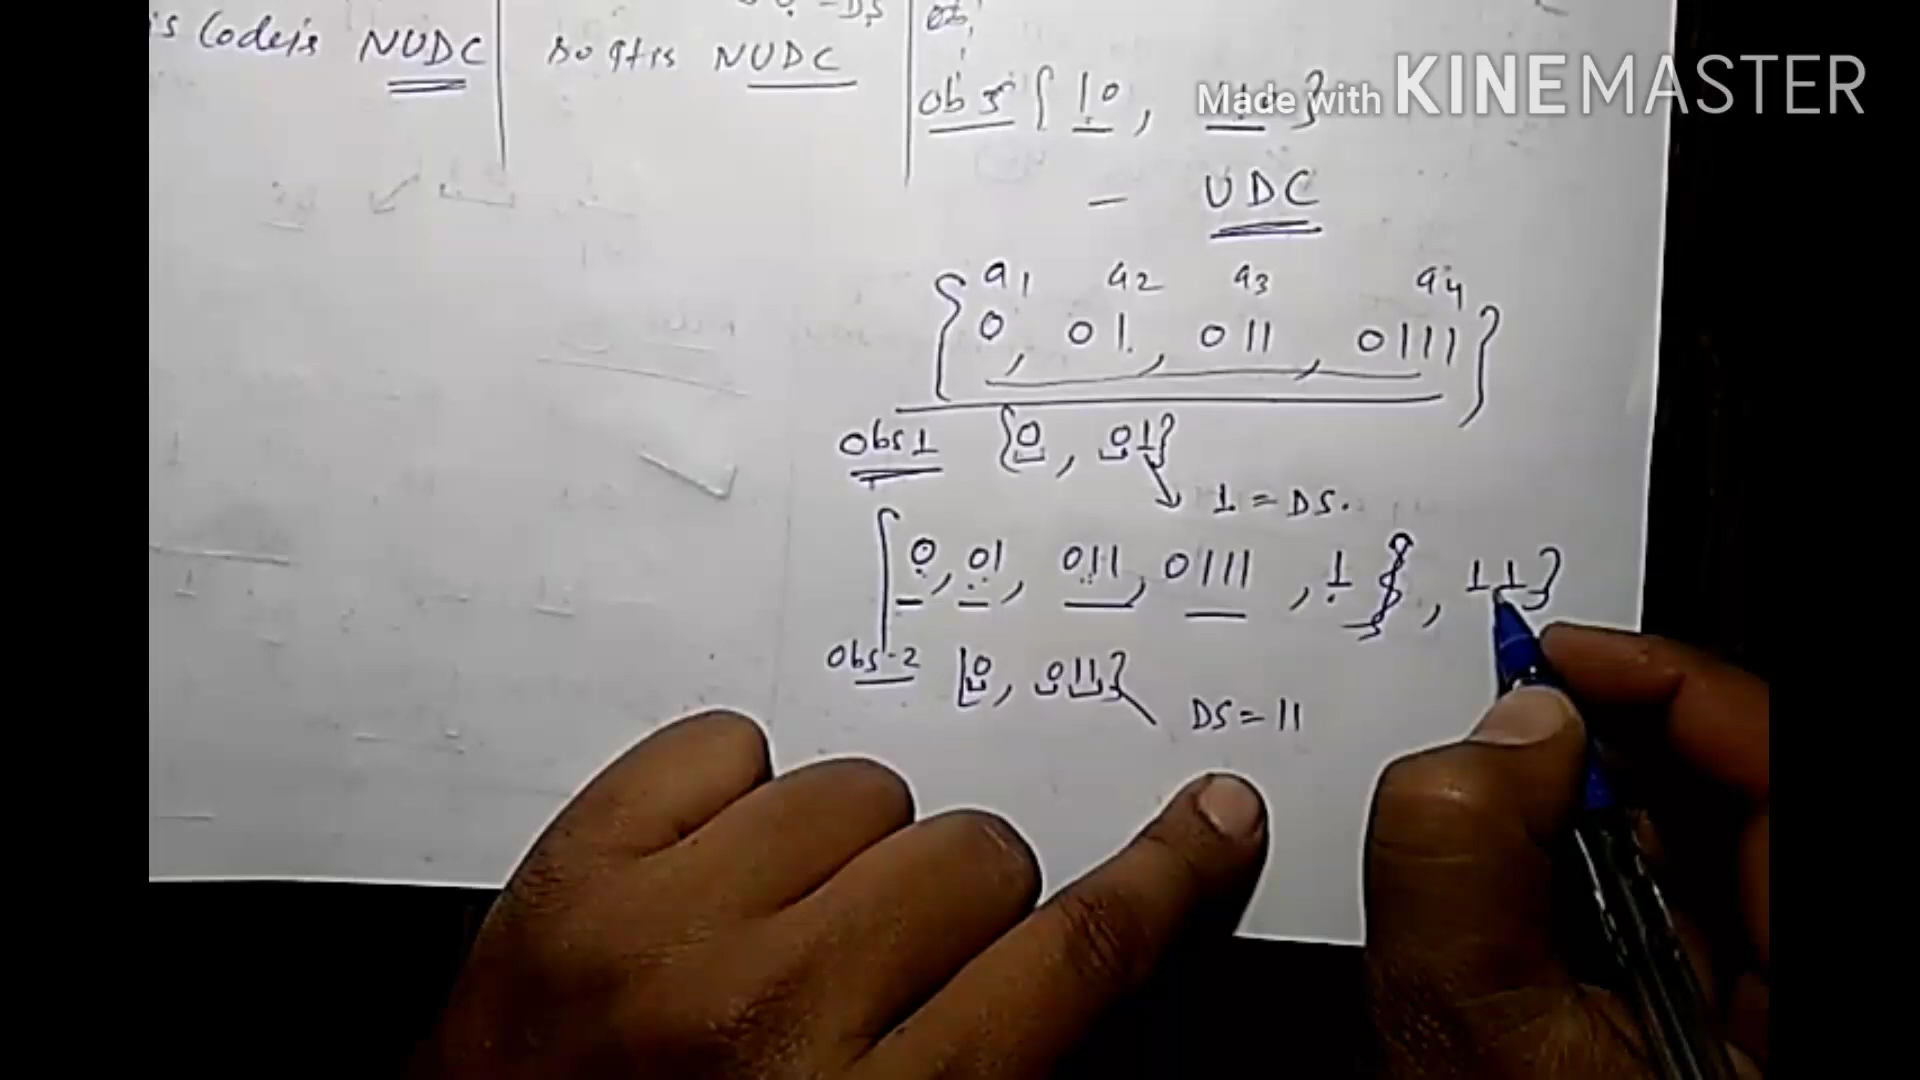 is Code is NUDC
so it is NUDC
obs { 10, 110 }
Made with KINEMASTER
- UDC
a1 a2 a3 a4
{ 0, 01, 011, 0111 }
Obs 1 { 0, 01 }
1 = DS.
{ 0, 01, 011, 0111, 1, 11 }
Obs-2 { 0, 011 }
DS = 11